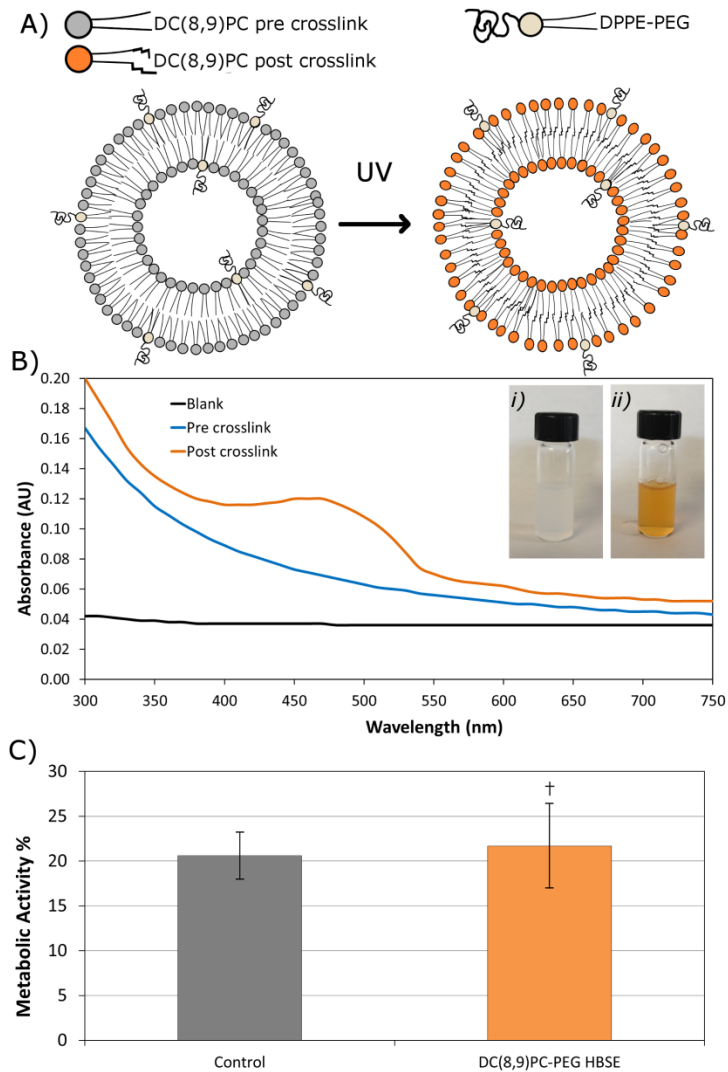 A)
DC(8,9)PC pre crosslink
DPPE-PEG
DC(8,9)PC post crosslink
UV
B)
0.20
0.18
0.16
0.14
0.12
0.10
0.08
0.06
0.04
0.02
0.00
Absorbance (AU)
Blank
Pre crosslink
Post crosslink
i)
ii)
300 350 400 450 500 550 600 650 700 750
Wavelength (nm)
C)
30
25
20
15
10
5
0
Metabolic Activity %
†
Control DC(8,9)PC-PEG HBSE